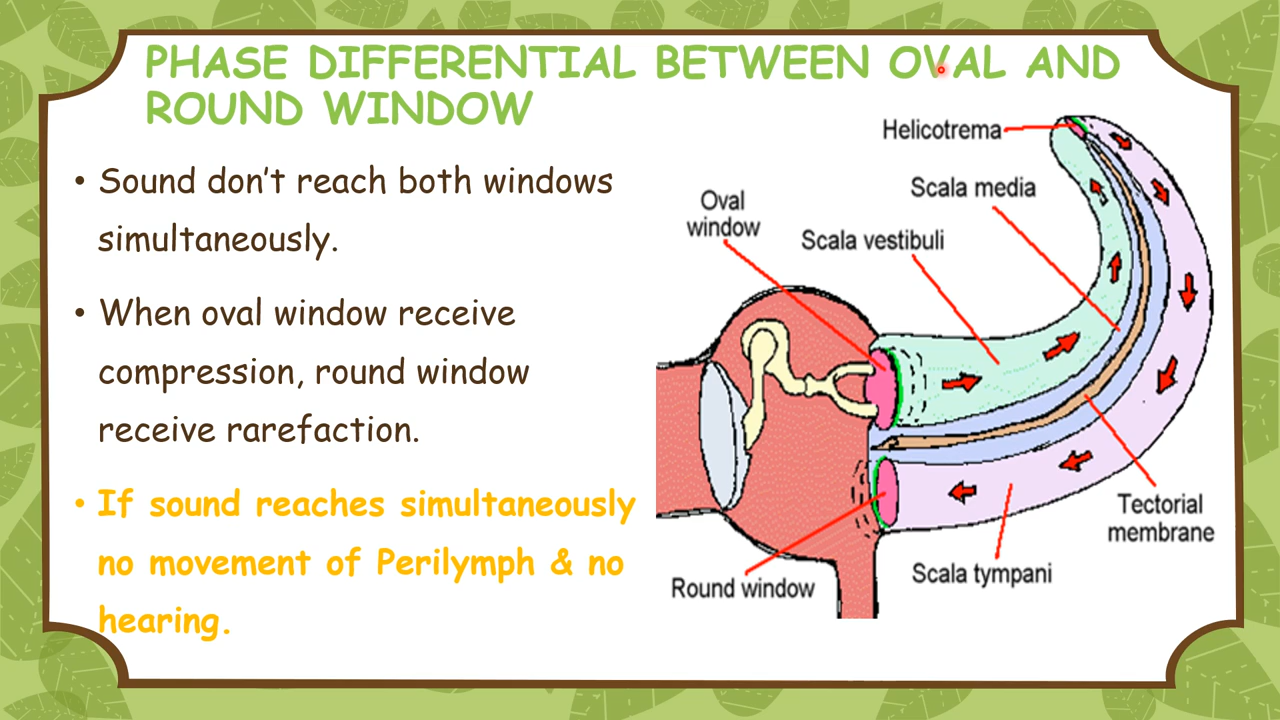 PHASE DIFFERENTIAL BETWEEN OVAL AND
ROUND WINDOW
• Sound don’t reach both windows
simultaneously.
• When oval window receive
compression, round window
receive rarefaction.
• If sound reaches simultaneously
no movement of Perilymph & no
hearing.
Helicotrema
Scala media
Oval
window
Scala vestibuli
Tectorial
membrane
Scala tympani
Round window